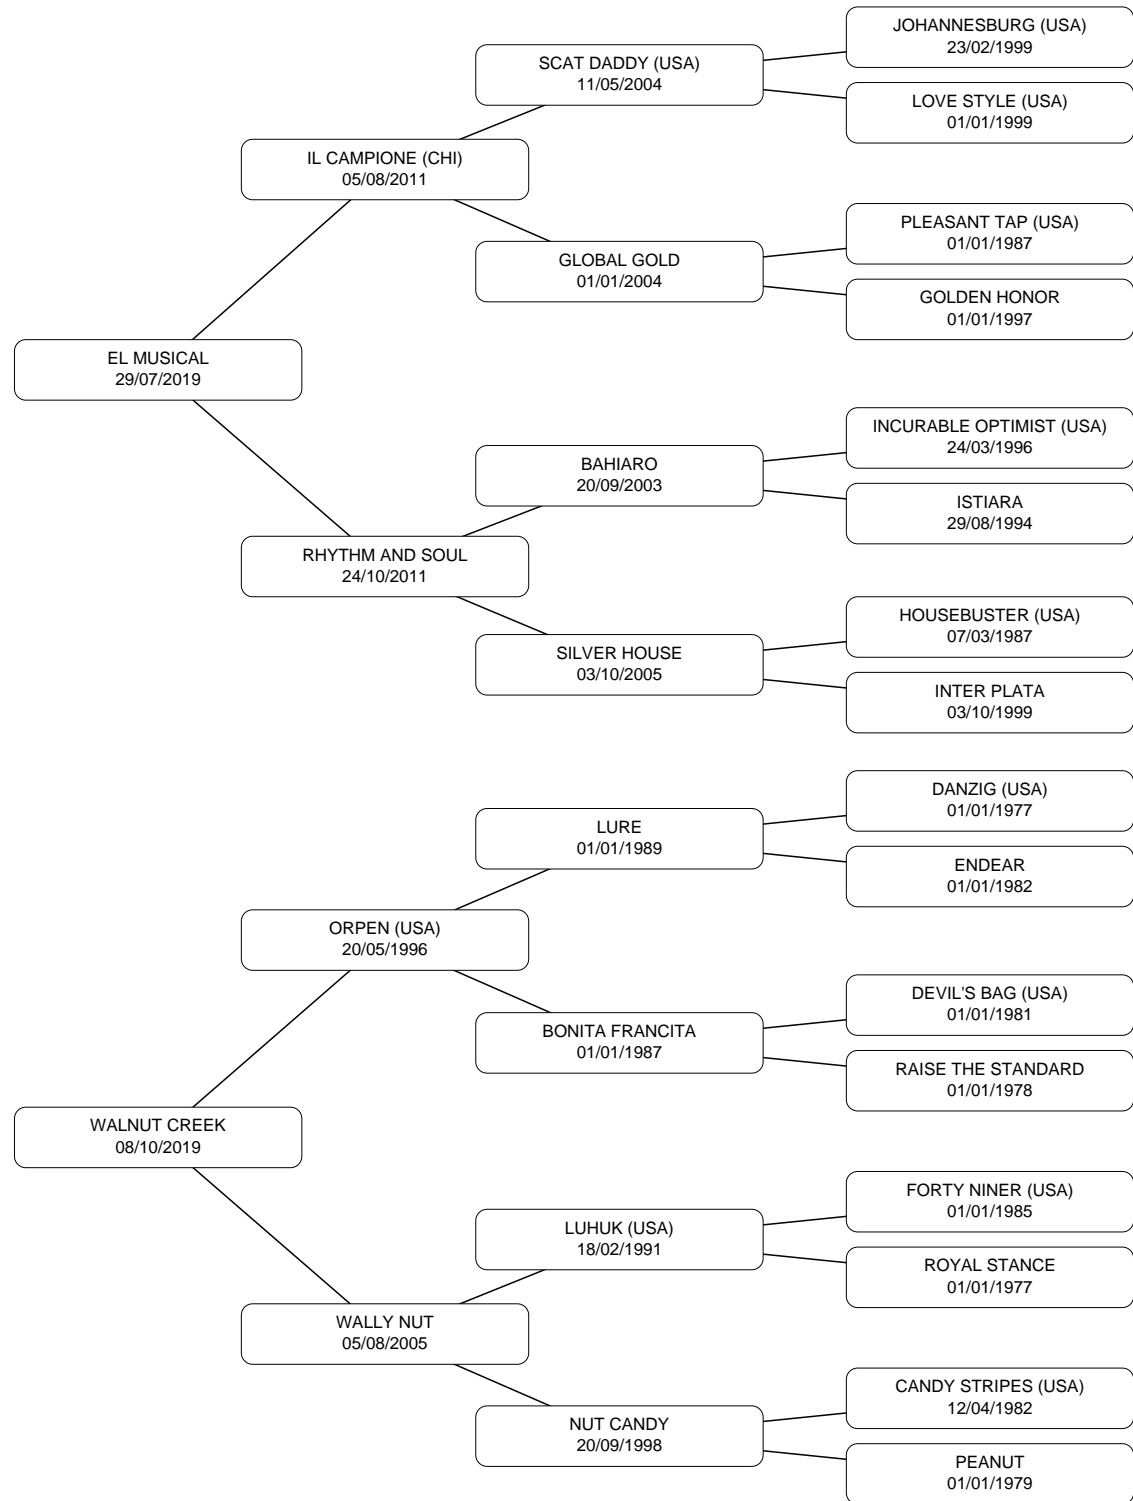 JOHANNESBURG (USA)
23/02/1999
SCAT DADDY (USA)
11/05/2004
LOVE STYLE (USA)
01/01/1999
IL CAMPIONE (CHI)
05/08/2011
PLEASANT TAP (USA)
01/01/1987
GLOBAL GOLD
01/01/2004
GOLDEN HONOR
01/01/1997
EL MUSICAL
29/07/2019
INCURABLE OPTIMIST (USA)
24/03/1996
BAHIARO
20/09/2003
ISTIARA
29/08/1994
RHYTHM AND SOUL
24/10/2011
HOUSEBUSTER (USA)
07/03/1987
SILVER HOUSE
03/10/2005
INTER PLATA
03/10/1999
DANZIG (USA)
01/01/1977
LURE
01/01/1989
ENDEAR
01/01/1982
ORPEN (USA)
20/05/1996
DEVIL'S BAG (USA)
01/01/1981
BONITA FRANCITA
01/01/1987
RAISE THE STANDARD
01/01/1978
WALNUT CREEK
08/10/2019
FORTY NINER (USA)
01/01/1985
LUHUK (USA)
18/02/1991
ROYAL STANCE
01/01/1977
WALLY NUT
05/08/2005
CANDY STRIPES (USA)
12/04/1982
NUT CANDY
20/09/1998
PEANUT
01/01/1979